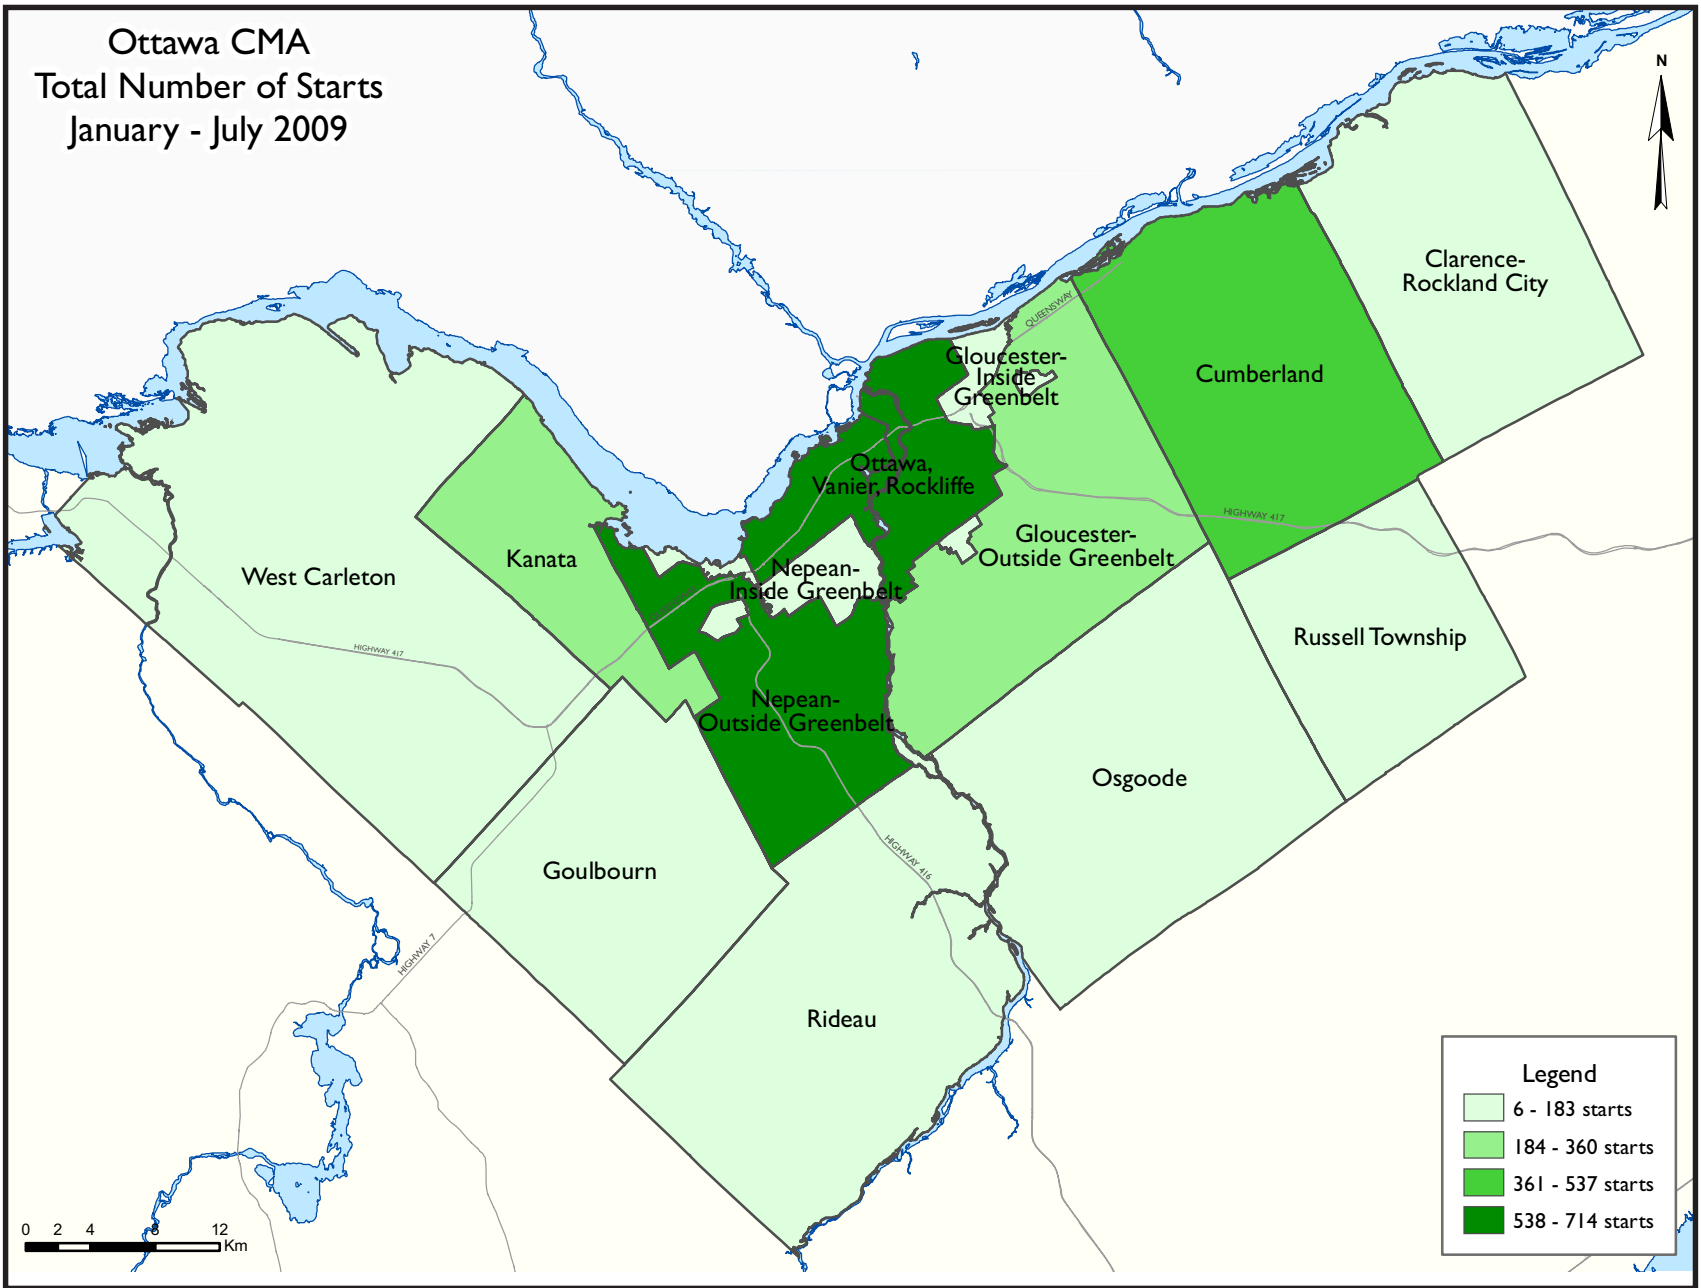 Ottawa CMA
Total Number of Starts
January - July 2009
N
Clarence-
Rockland City
QUEENSWAY
Gloucester-
Inside
Greenbelt
Cumberland
Ottawa,
Vanier, Rockliffe
HIGHWAY 417
Gloucester-
Outside Greenbelt
Kanata
Nepean-
Inside Greenbelt
West Carleton
Russell Township
HIGHWAY 417
Nepean-
Outside Greenbelt
Osgoode
HIGHWAY 416
Goulbourn
HIGHWAY 7
Rideau
Legend
6 - 183 starts
184 - 360 starts
361 - 537 starts
538 - 714 starts
0 2 4 8 12
Km